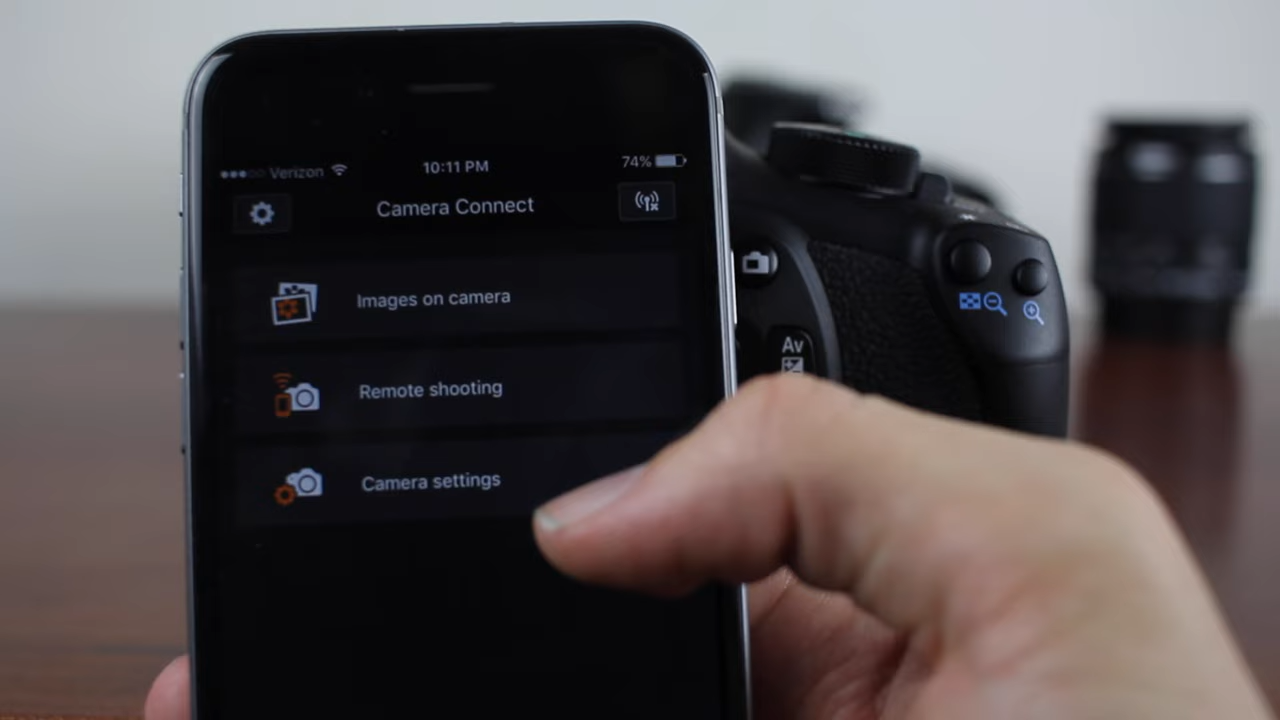 Verizon 10:11 PM 74%
Camera Connect
Images on camera
Remote shooting
Camera settings
Av